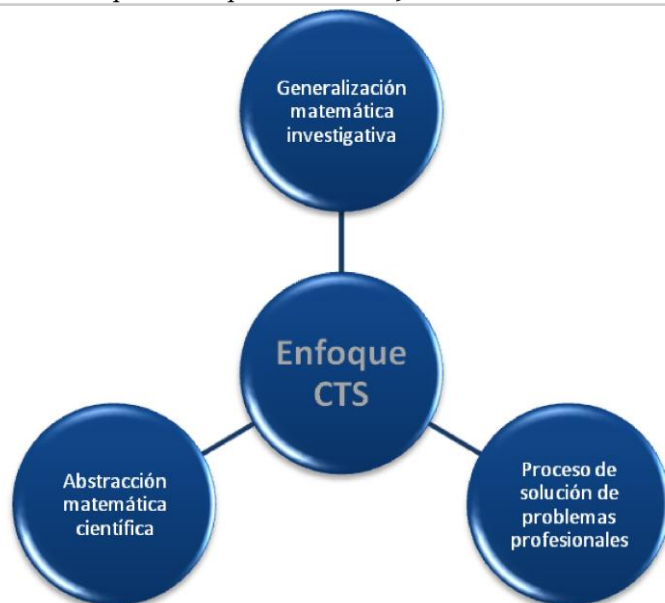 Generalización
matemática
investigativa
Enfoque
CTS
Abstracción
matemática
científica
Proceso de
solución de
problemas
profesionales